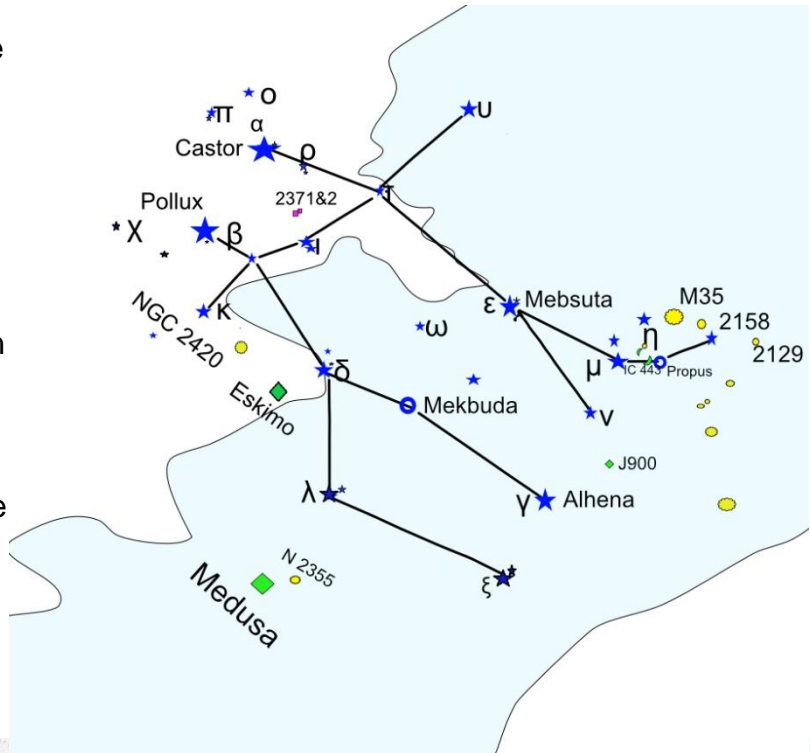 e
ο
π
α
Castor
ρ
υ
τ
2371&2
Pollux
β
χ
ι
κ
ε
Mebsuta
M35
NGC 2420
ω
η
2158
n
2129
μ
IC 443
Propus
δ
Eskimo
Mekbuda
ν
J900
λ
γ
Alhena
e
ξ
N 2355
Medusa